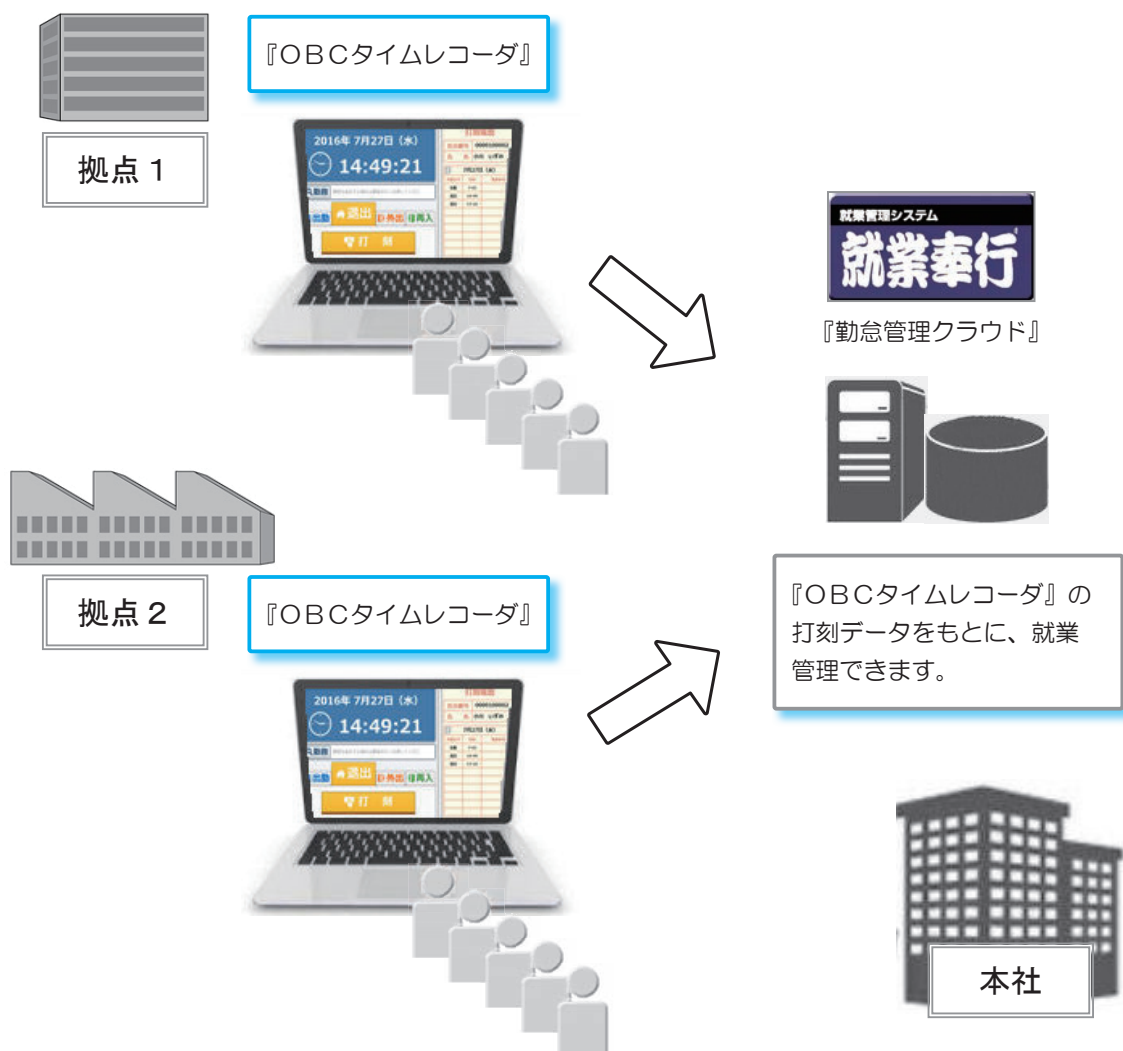 『ＯＢＣタイムレコーダ』
拠点１
2016年 7月27日（水）
14:49:21
打刻
就業管理システム
就業奉行
『勤怠管理クラウド』
拠点２
『ＯＢＣタイムレコーダ』
2016年 7月27日（水）
14:49:21
打刻
『ＯＢＣタイムレコーダ』の
打刻データをもとに、就業
管理できます。
本社